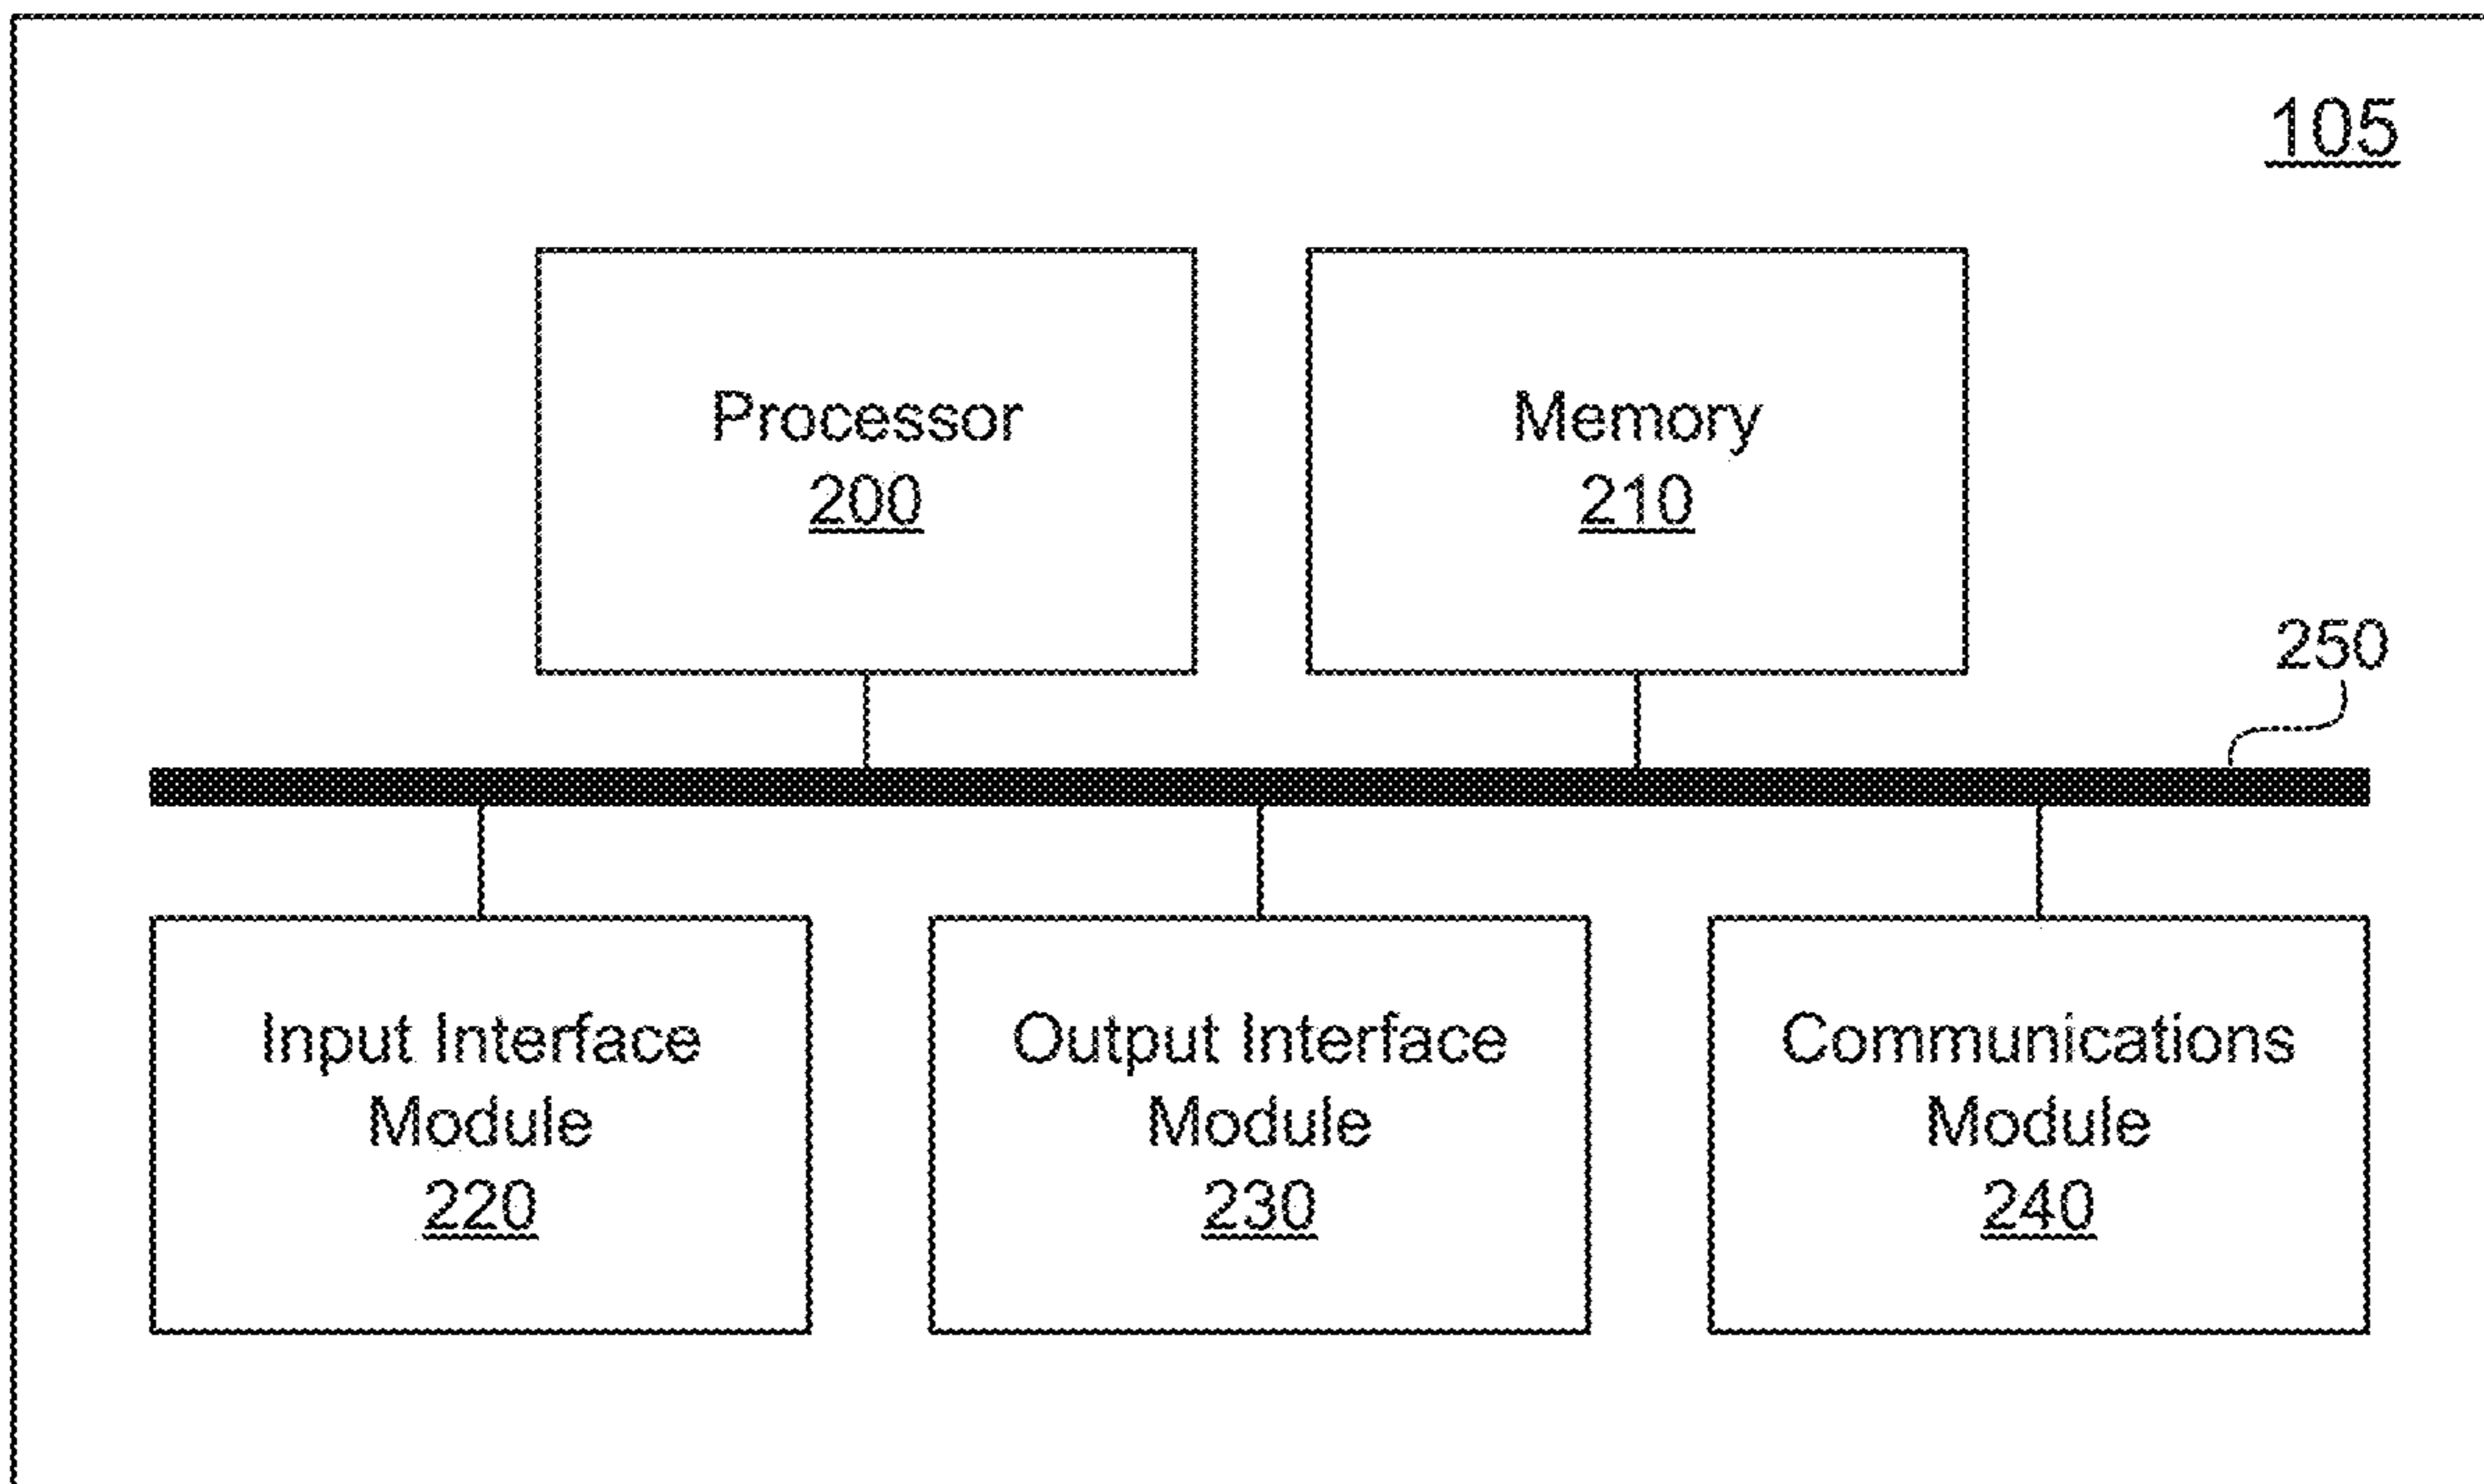 105
Processor
200
Memory
210
250
Input Interface
Module
220
Output Interface
Module
230
Communications
Module
240